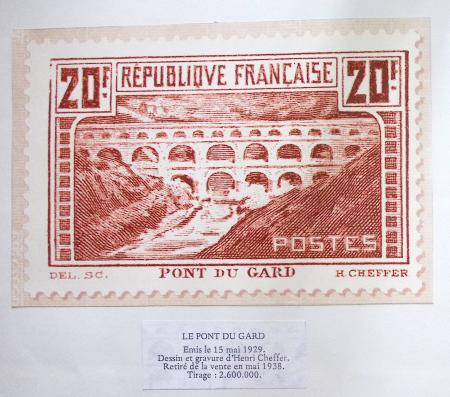 20F RÉPUBLIQUE FRANÇAISE 20F
POSTES
DEL. SC. PONT DU GARD H. CHEFFER
LE PONT DU GARD
Emis le 15 mai 1929.
Dessin et gravure d'Henri Cheffer.
Retiré de la vente en mai 1938.
Tirage : 2.600.000.